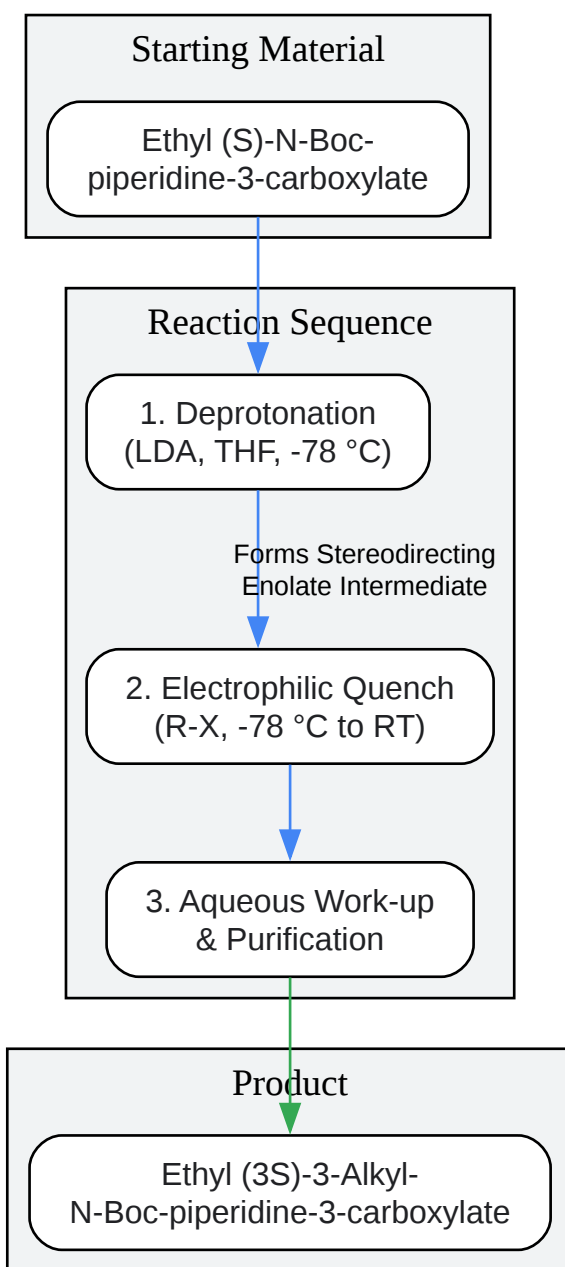 Starting Material
Ethyl (S)-N-Boc-
piperidine-3-carboxylate
Reaction Sequence
1. Deprotonation
(LDA, THF, -78 °C)
Forms Stereodirecting
Enolate Intermediate
2. Electrophilic Quench
(R-X, -78 °C to RT)
3. Aqueous Work-up
& Purification
Product
Ethyl (3S)-3-Alkyl-
N-Boc-piperidine-3-carboxylate